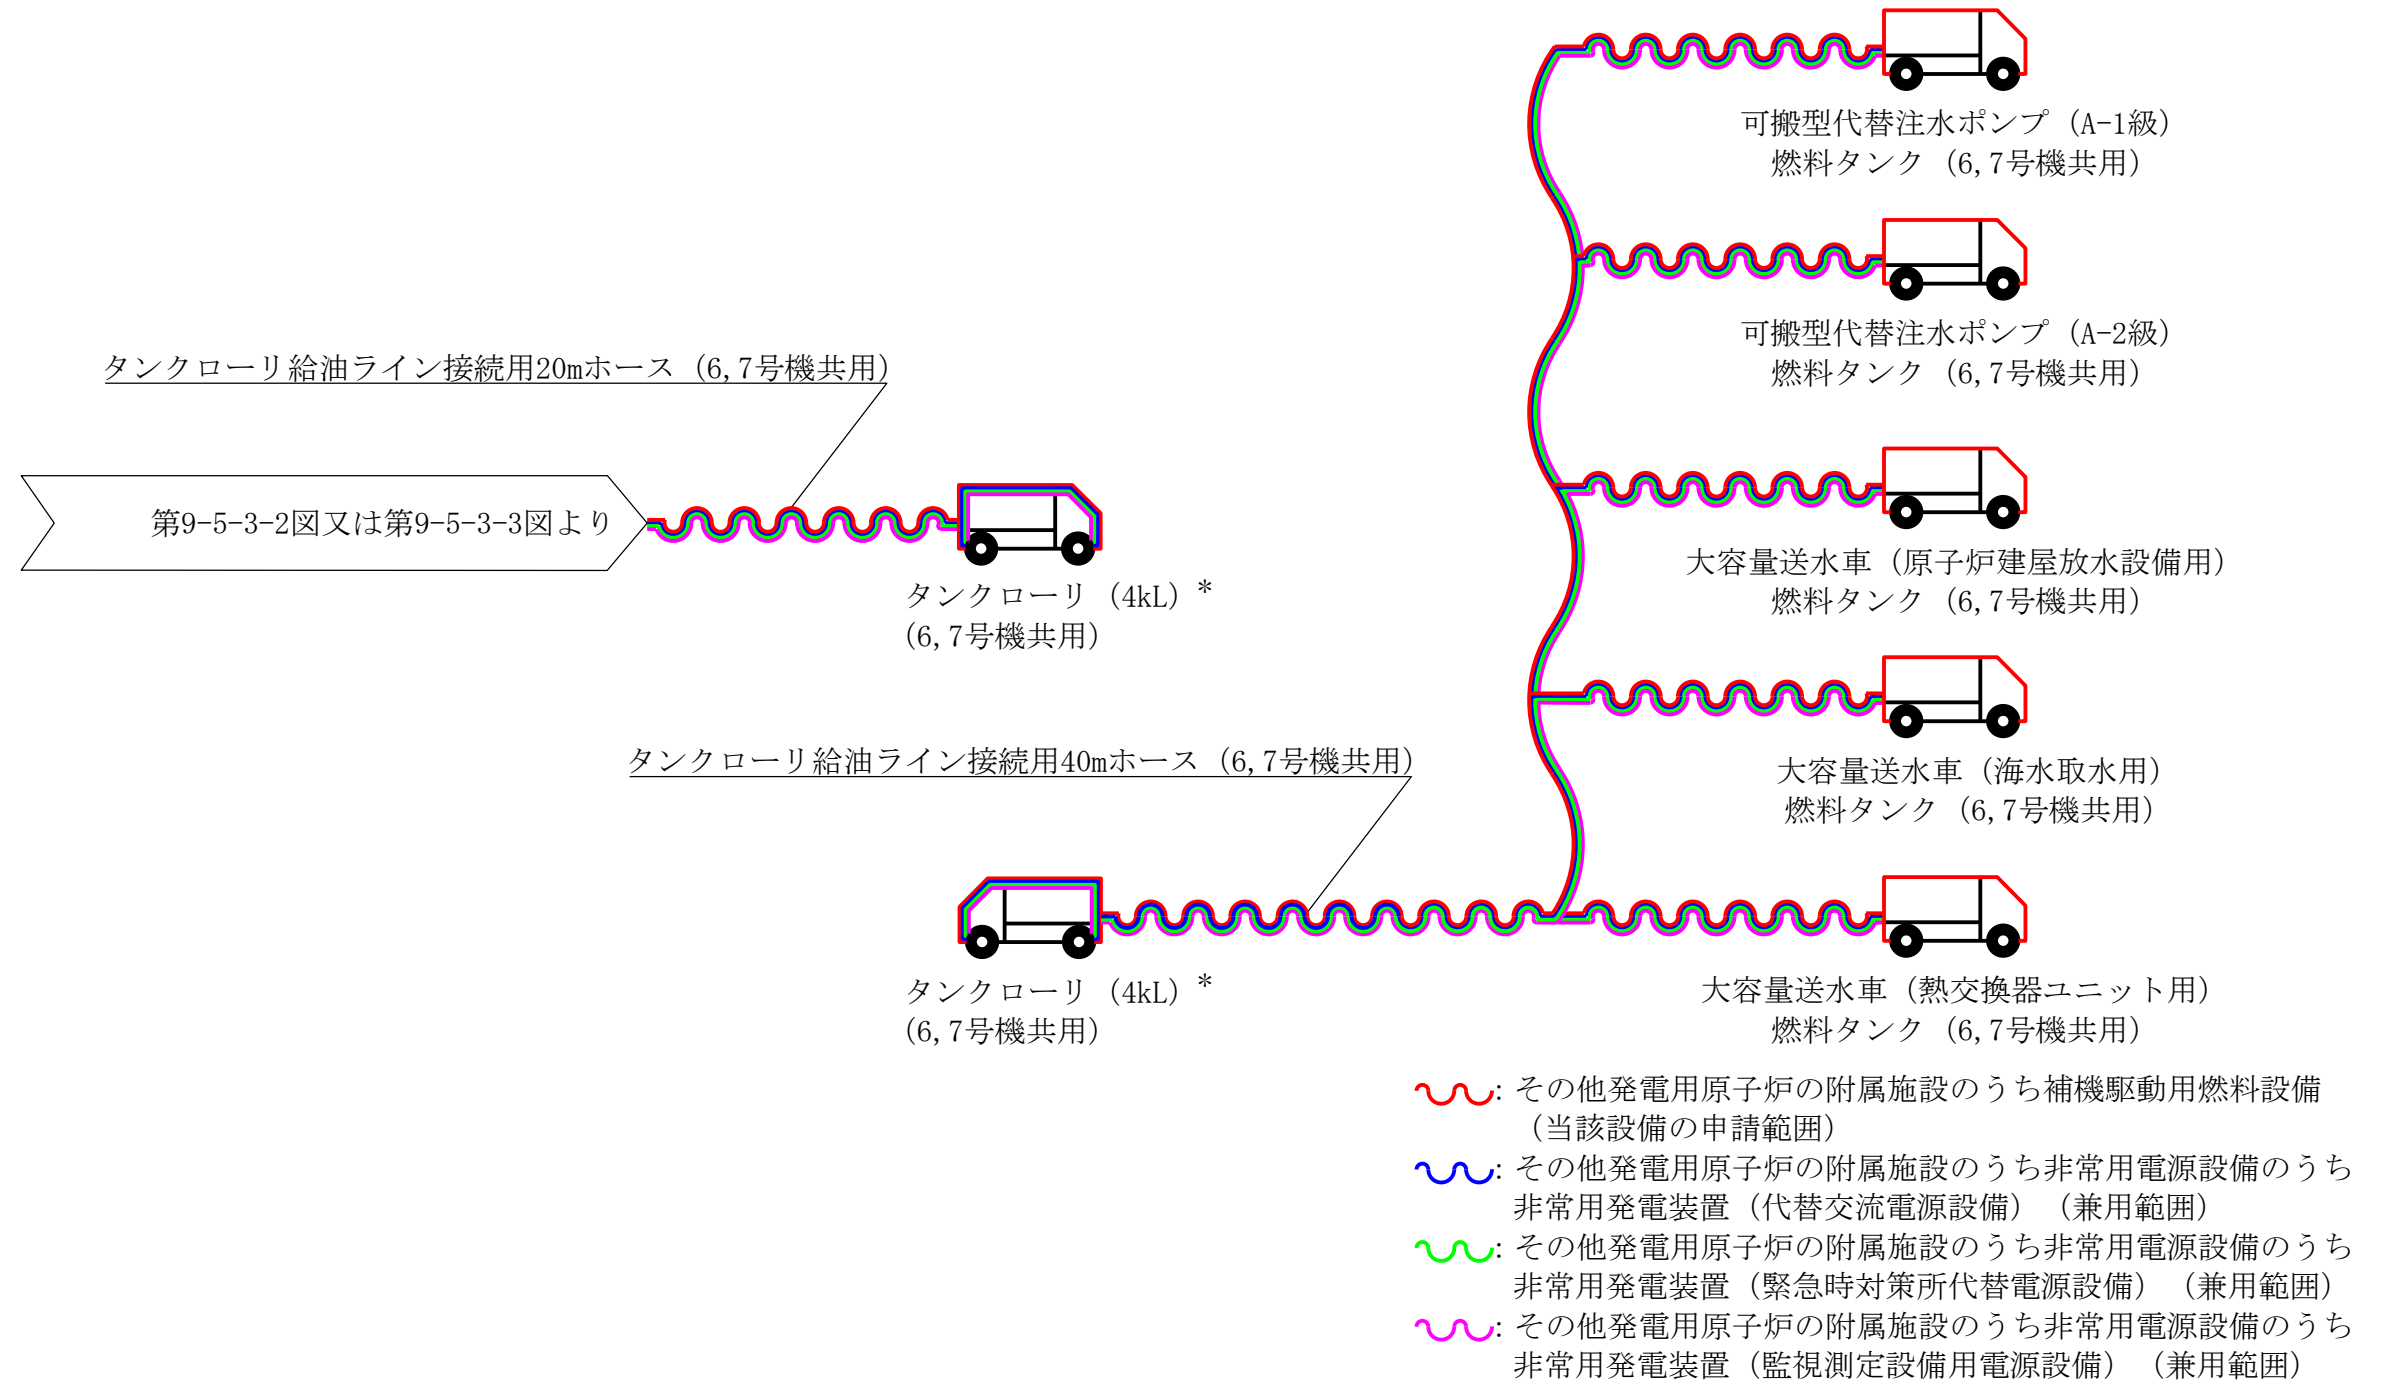 可搬型代替注水ポンプ（A-1級）
燃料タンク（6,7号機共用）
可搬型代替注水ポンプ（A-2級）
燃料タンク（6,7号機共用）
タンクローリ給油ライン接続用20mホース（6,7号機共用）
第9-5-3-2図又は第9-5-3-3図より
タンクローリ（4kL）*
（6,7号機共用）
大容量送水車（原子炉建屋放水設備用）
燃料タンク（6,7号機共用）
大容量送水車（海水取水用）
燃料タンク（6,7号機共用）
タンクローリ給油ライン接続用40mホース（6,7号機共用）
タンクローリ（4kL）*
（6,7号機共用）
大容量送水車（熱交換器ユニット用）
燃料タンク（6,7号機共用）
：その他発電用原子炉の附属施設のうち補機駆動用燃料設備
（当該設備の申請範囲）
：その他発電用原子炉の附属施設のうち非常用電源設備のうち
非常用発電装置（代替交流電源設備）（兼用範囲）
：その他発電用原子炉の附属施設のうち非常用電源設備のうち
非常用発電装置（緊急時対策所代替電源設備）（兼用範囲）
：その他発電用原子炉の附属施設のうち非常用電源設備のうち
非常用発電装置（監視測定設備用電源設備）（兼用範囲）